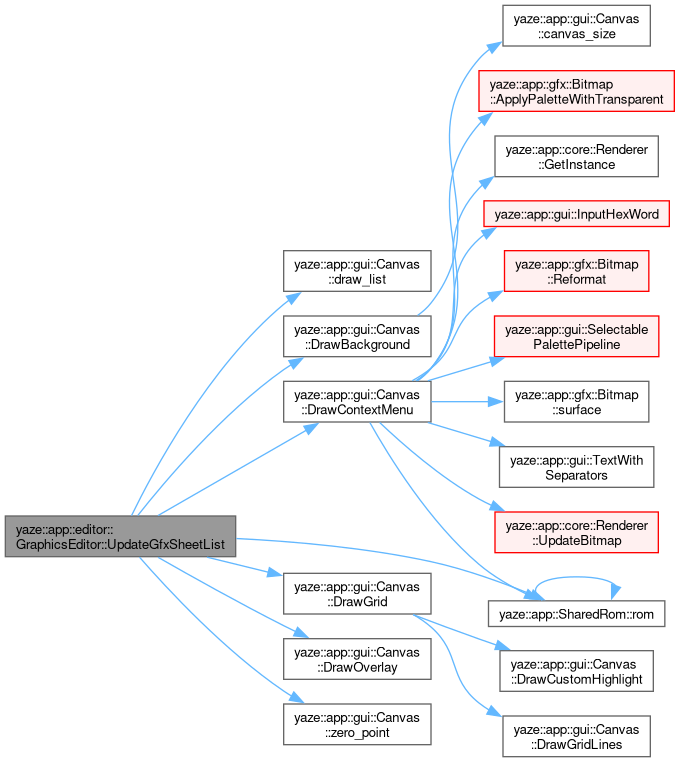 yaze::app::gui::Canvas
::canvas_size
yaze::app::gfx::Bitmap
::ApplyPaletteWithTransparent
yaze::app::core::Renderer
::GetInstance
yaze::app::gui::InputHexWord
yaze::app::gui::Canvas
::draw_list
yaze::app::gfx::Bitmap
::Reformat
yaze::app::gui::Canvas
::DrawBackground
yaze::app::gui::Selectable
PalettePipeline
yaze::app::gui::Canvas
::DrawContextMenu
yaze::app::gfx::Bitmap
::surface
yaze::app::gui::TextWith
Separators
yaze::app::editor::
GraphicsEditor::UpdateGfxSheetList
yaze::app::core::Renderer
::UpdateBitmap
yaze::app::gui::Canvas
::DrawGrid
yaze::app::SharedRom::rom
yaze::app::gui::Canvas
::DrawOverlay
yaze::app::gui::Canvas
::DrawCustomHighlight
yaze::app::gui::Canvas
::zero_point
yaze::app::gui::Canvas
::DrawGridLines